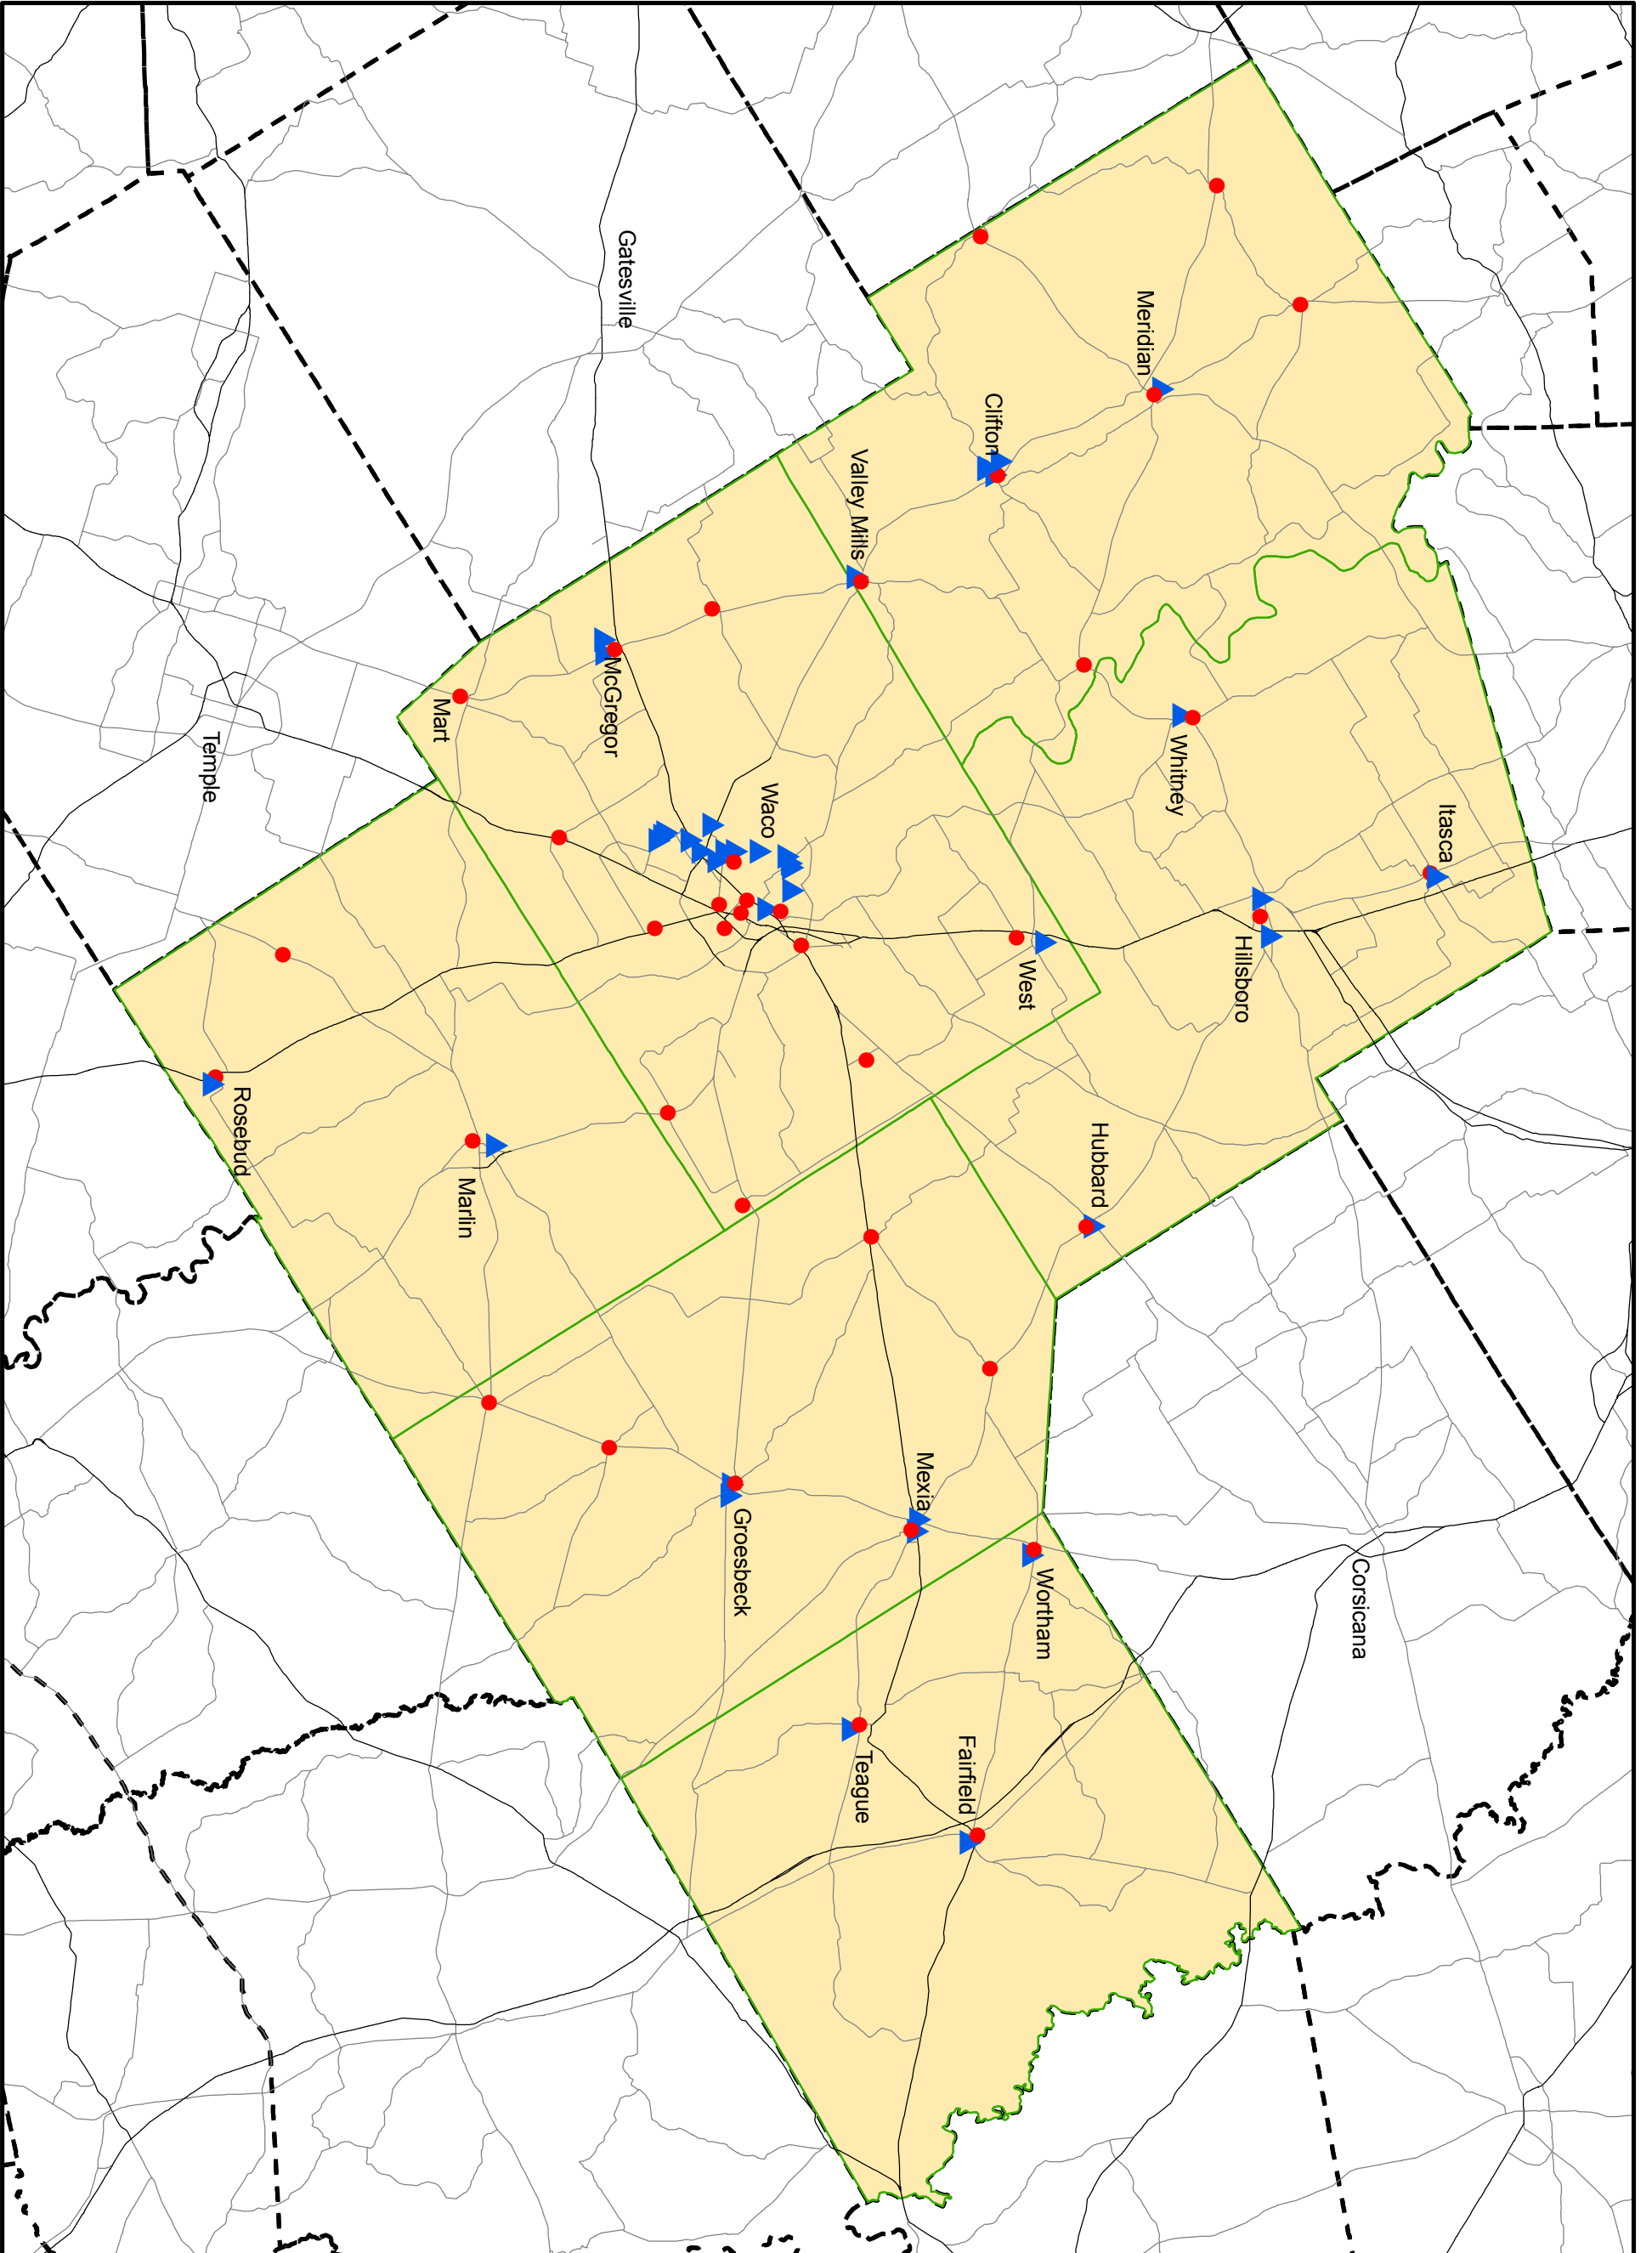 Itasca
Hillsboro
Whitney
Meridian
Clifton
Hubbard
West
Corsicana
Valley Mills
Waco
Wortham
Mexia
Fairfield
Gatesville
McGregor
Groesbeck
Teague
Mart
Marlin
Temple
Rosebud